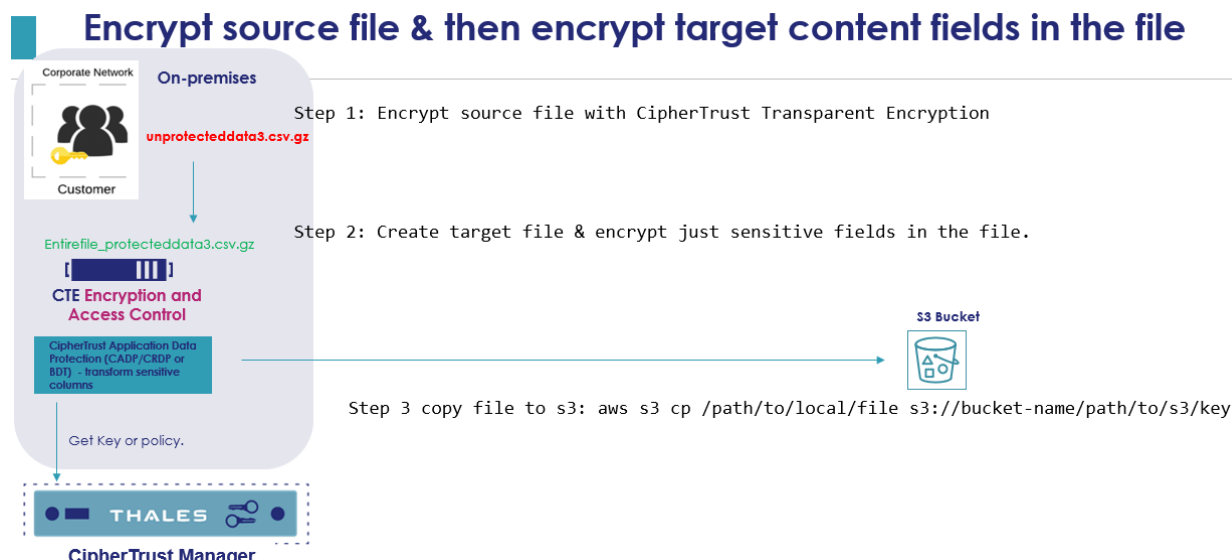 Encrypt source file & then encrypt target content fields in the file
Corporate Network
On-premises
Step 1: Encrypt source file with CipherTrust Transparent Encryption
unprotecteddata3.csv.gz
Customer
Step 2: Create target file & encrypt just sensitive fields in the file.
Entirefile_protecteddata3.csv.gz
CTE Encryption and
Access Control
S3 Bucket
CipherTrust Application Data
Protection (CADP/CRDP or
BDT) - transform sensitive
columns
Step 3 copy file to s3: aws s3 cp /path/to/local/file s3://bucket-name/path/to/s3/key
Get Key or policy.
THALES
CipherTrust Manager